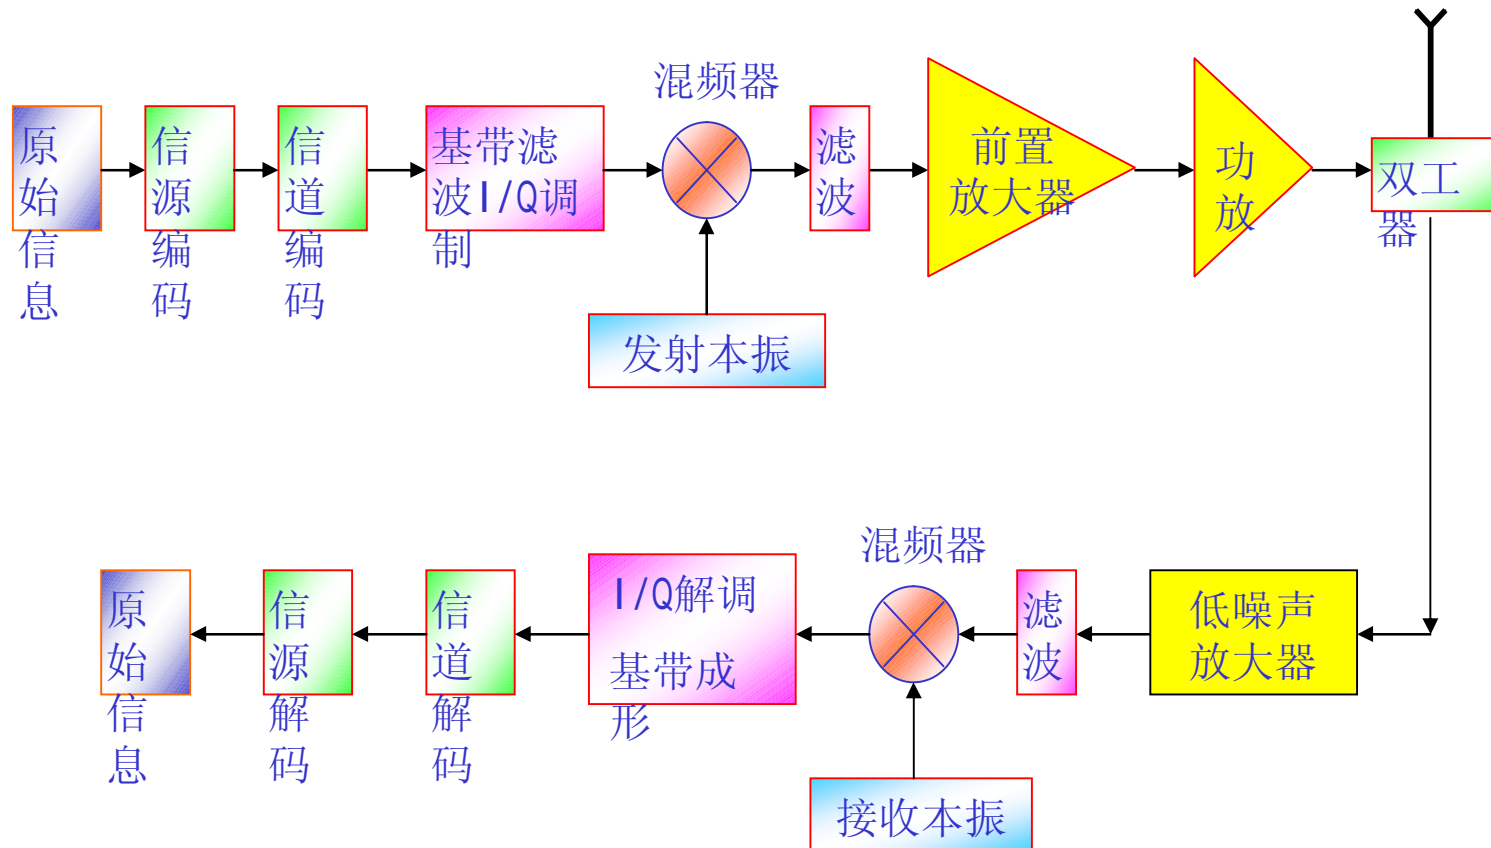 混频器
原
始
信
息
信
源
编
码
信
道
编
码
基带滤
波I/Q调
制
滤
波
前置
放大器
功
放
双工
器
发射本振
混频器
原
始
信
息
信
源
解
码
信
道
解
码
I/Q解调
基带成
形
滤
波
低噪声
放大器
接收本振